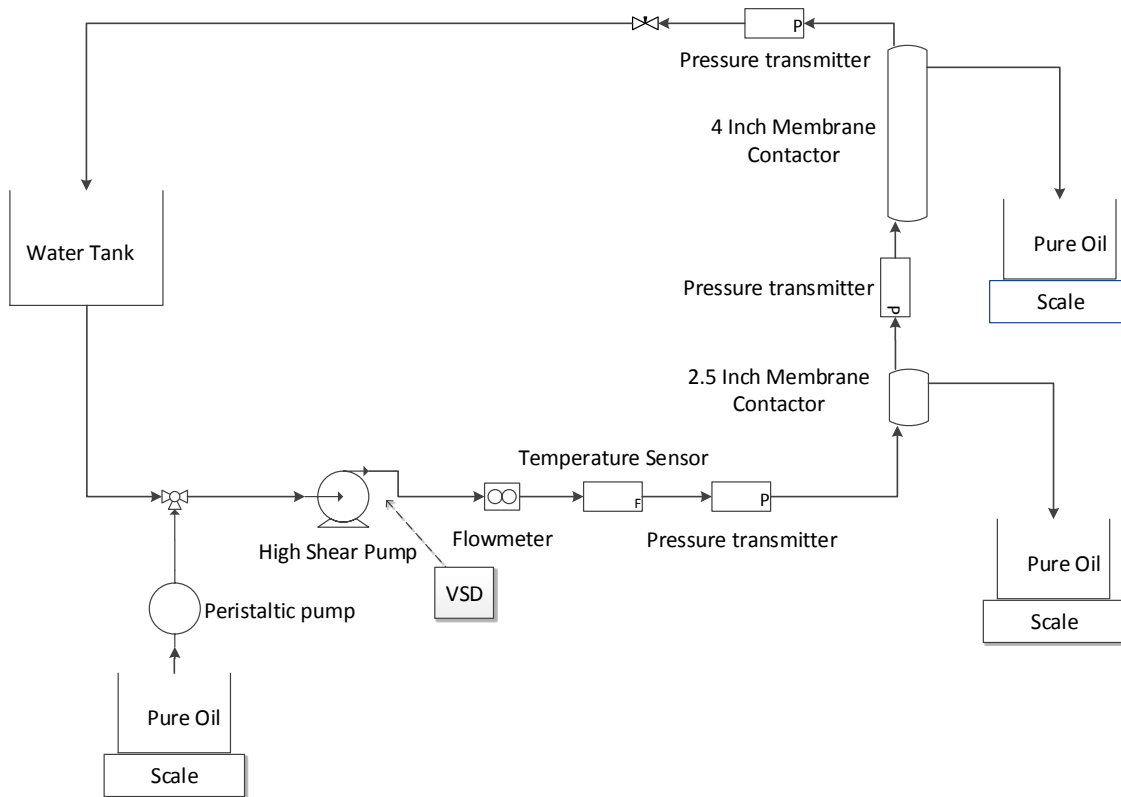 P
Pressure transmitter
4 Inch Membrane
Contactor
Water Tank
Pure Oil
Scale
Pressure transmitter
P
2.5 Inch Membrane
Contactor
Temperature Sensor
F
P
Flowmeter
Pressure transmitter
High Shear Pump
VSD
Pure Oil
Scale
Peristaltic pump
Pure Oil
Scale